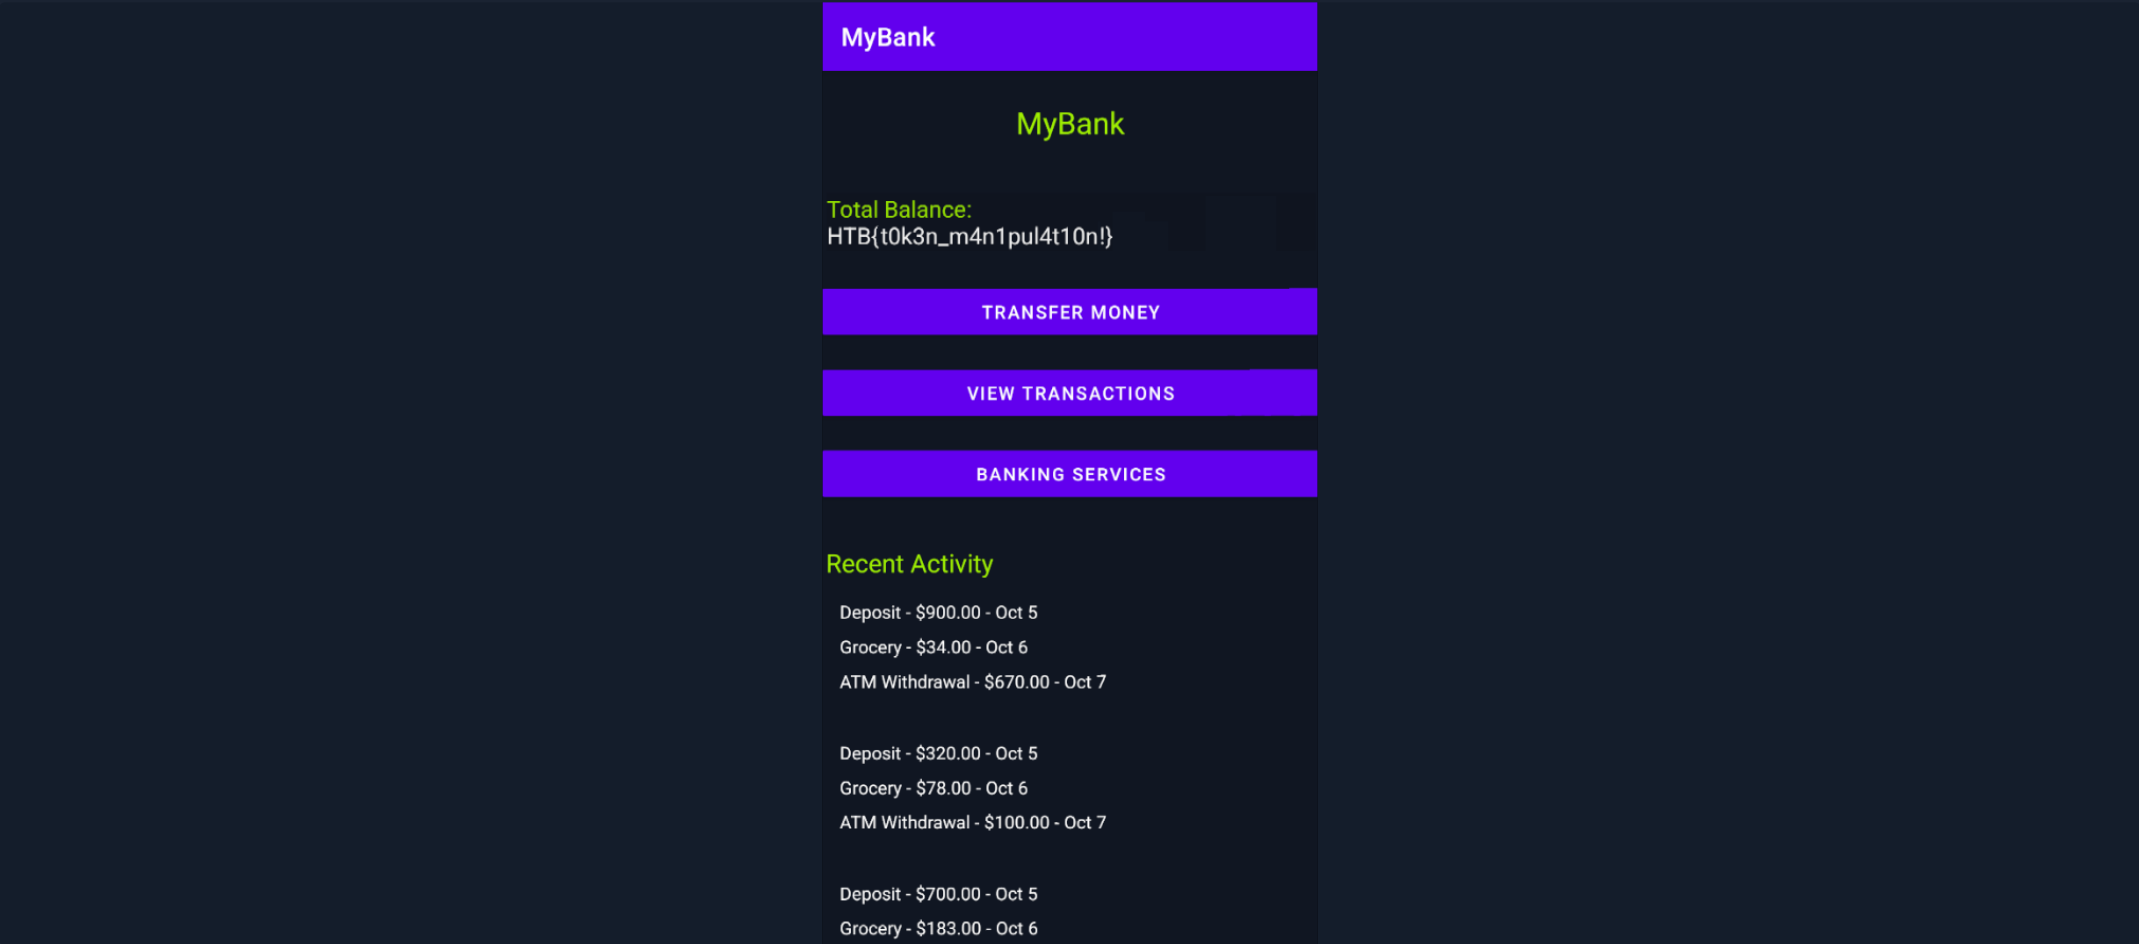 MyBank
MyBank
Total Balance:
HTB{t0k3n_m4n1pul4t10n!}
TRANSFER MONEY
VIEW TRANSACTIONS
BANKING SERVICES
Recent Activity
Deposit - $900.00 - Oct 5
Grocery - $34.00 - Oct 6
ATM Withdrawal - $670.00 - Oct 7
Deposit - $320.00 - Oct 5
Grocery - $78.00 - Oct 6
ATM Withdrawal - $100.00 - Oct 7
Deposit - $700.00 - Oct 5
Grocery - $183.00 - Oct 6